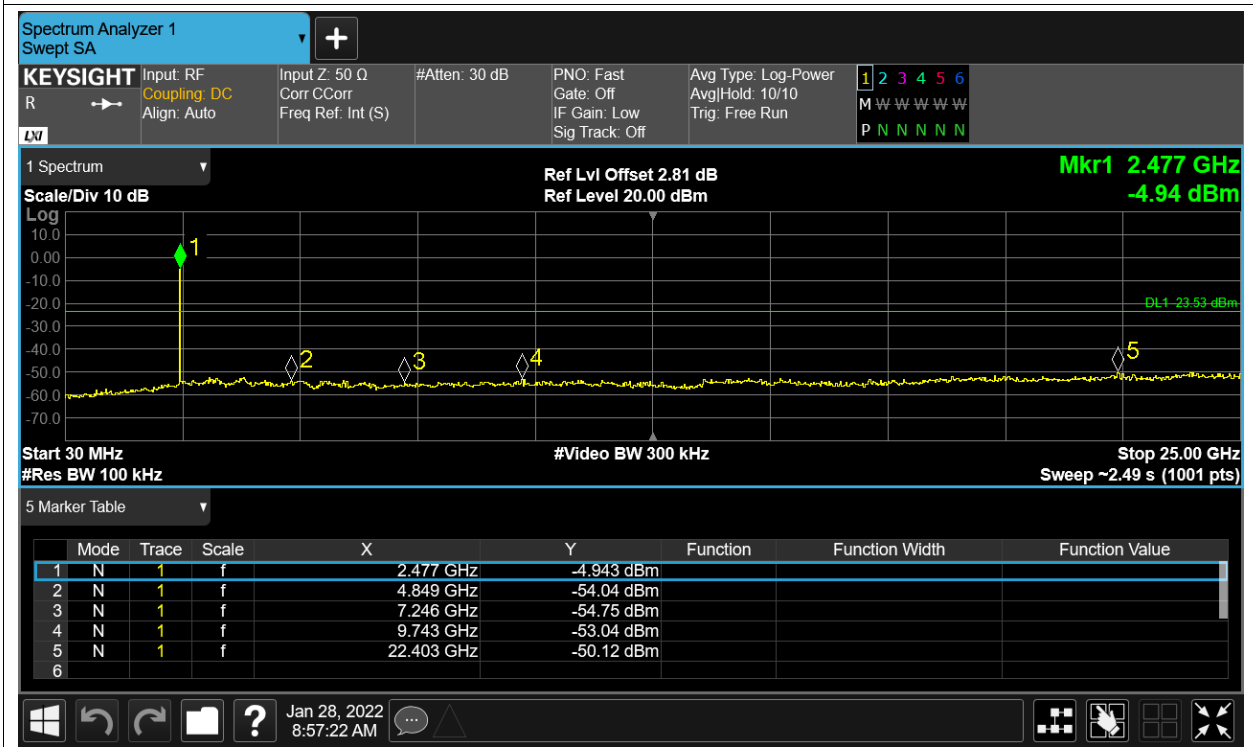 Spectrum Analyzer 1
Swept SA
+
KEYSIGHT Input: RF Input Z: 50 Ω #Atten: 30 dB PNO: Fast Avg Type: Log-Power 1 2 3 4 5 6
R Coupling: DC Corr CCorr Gate: Off Avg|Hold: 10/10 M W W W W W
Align: Auto Freq Ref: Int (S) IF Gain: Low Trig: Free Run
LXI Sig Track: Off P N N N N N
1 Spectrum Ref Lvl Offset 2.81 dB Mkr1 2.477 GHz
Scale/Div 10 dB Ref Level 20.00 dBm -4.94 dBm
Log
10.0
0.00 1
-10.0
-20.0 DL1 -23.53 dBm
-30.0
-40.0 2 3 4 5
-50.0
-60.0
-70.0
Start 30 MHz #Video BW 300 kHz Stop 25.00 GHz
#Res BW 100 kHz Sweep ~2.49 s (1001 pts)
5 Marker Table
Mode Trace Scale X Y Function Function Width Function Value
1 N 1 f 2.477 GHz -4.943 dBm
2 N 1 f 4.849 GHz -54.04 dBm
3 N 1 f 7.246 GHz -54.75 dBm
4 N 1 f 9.743 GHz -53.04 dBm
5 N 1 f 22.403 GHz -50.12 dBm
6
? Jan 28, 2022
8:57:22 AM